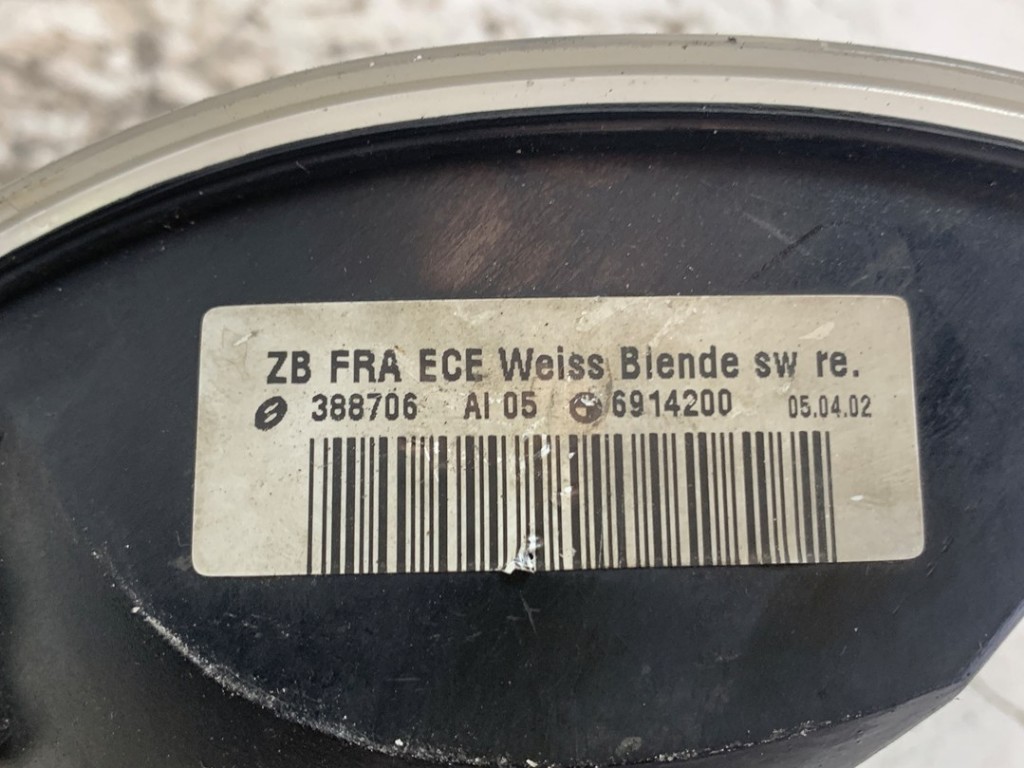 ZB FRA ECE Weiss Blende sw re.
388706 AI 05 6914200 05.04.02